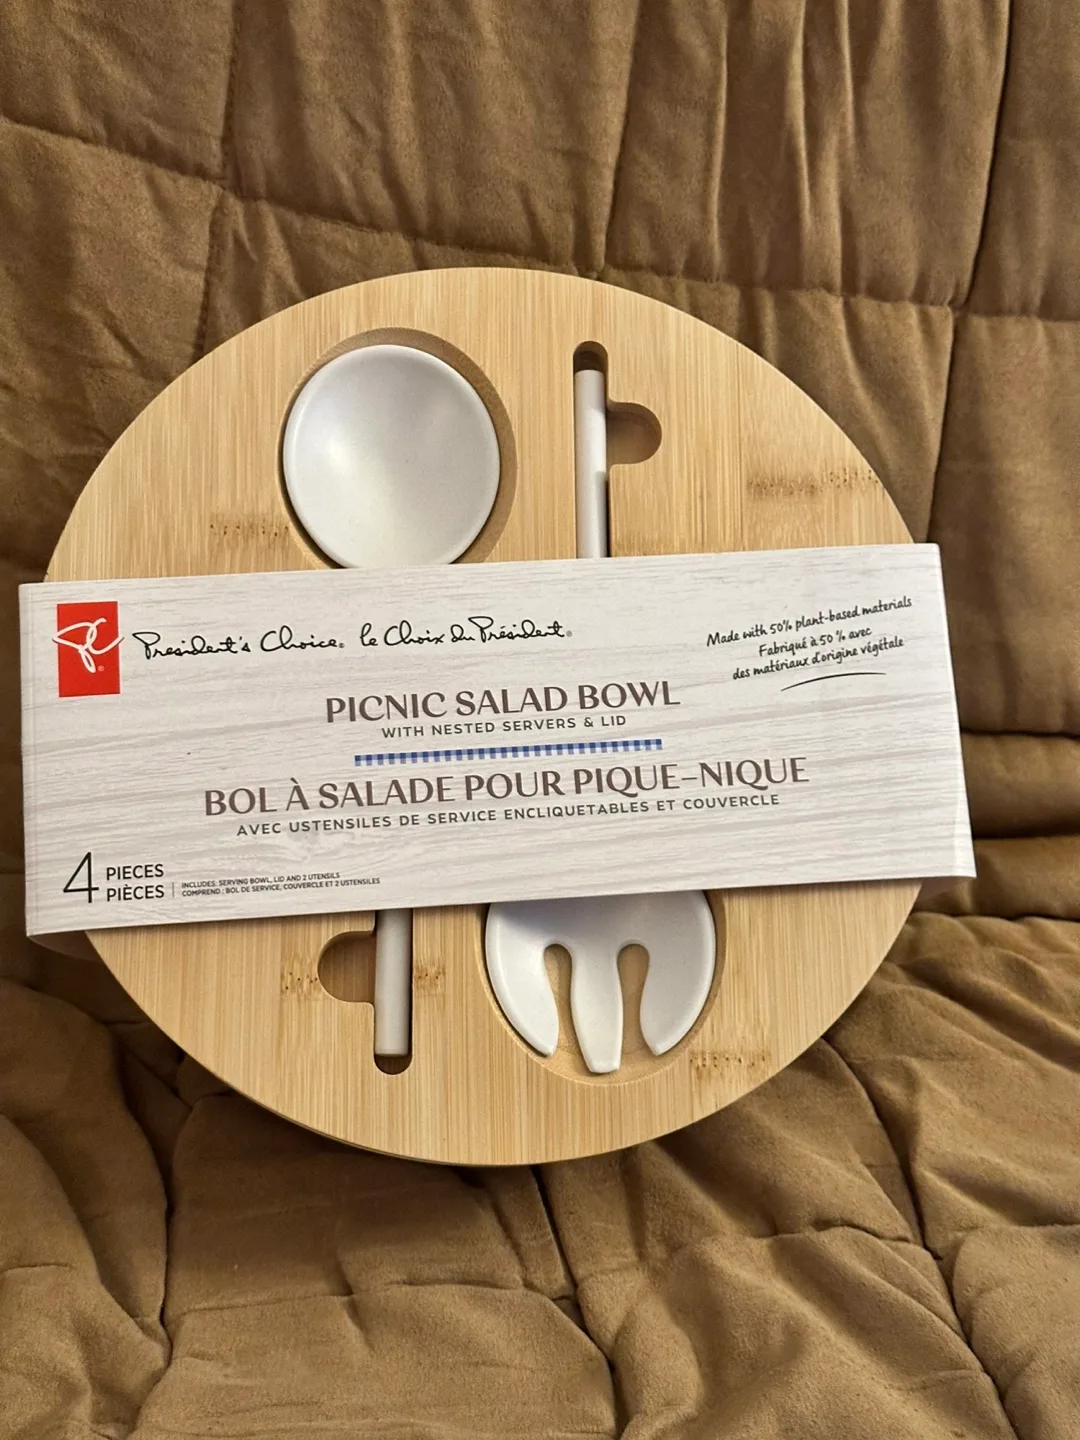 PC
President's Choice® le Choix du Président®
Made with 50% plant-based materials
Fabriqué à 50 % avec
des matériaux d'origine végétale
PICNIC SALAD BOWL
WITH NESTED SERVERS & LID
BOL À SALADE POUR PIQUE-NIQUE
AVEC USTENSILES DE SERVICE ENCLIQUETABLES ET COUVERCLE
4 PIECES
PIÈCES
INCLUDES: SERVING BOWL, LID AND 2 UTENSILS
COMPREND : BOL DE SERVICE, COUVERCLE ET 2 USTENSILES